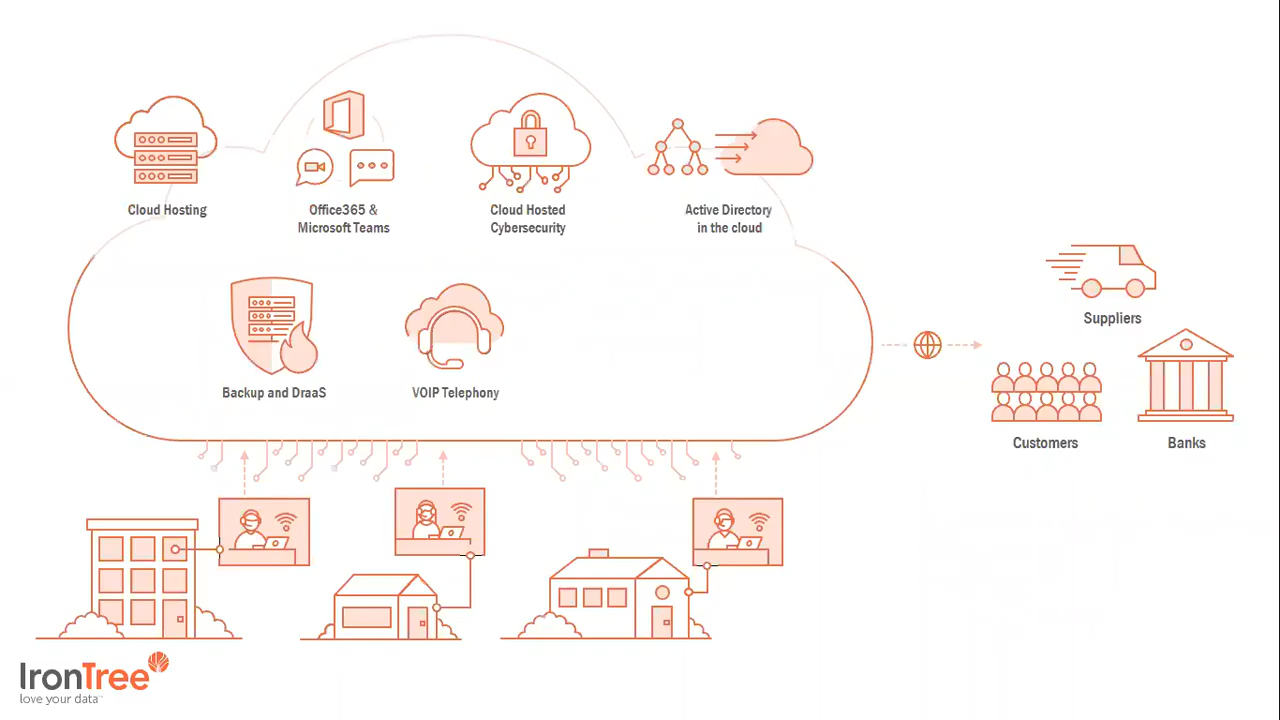 Cloud Hosting
Office365 &
Microsoft Teams
Cloud Hosted
Cybersecurity
Active Directory
in the cloud
Backup and DraaS
VOIP Telephony
Suppliers
Customers
Banks
IronTree
love your data™